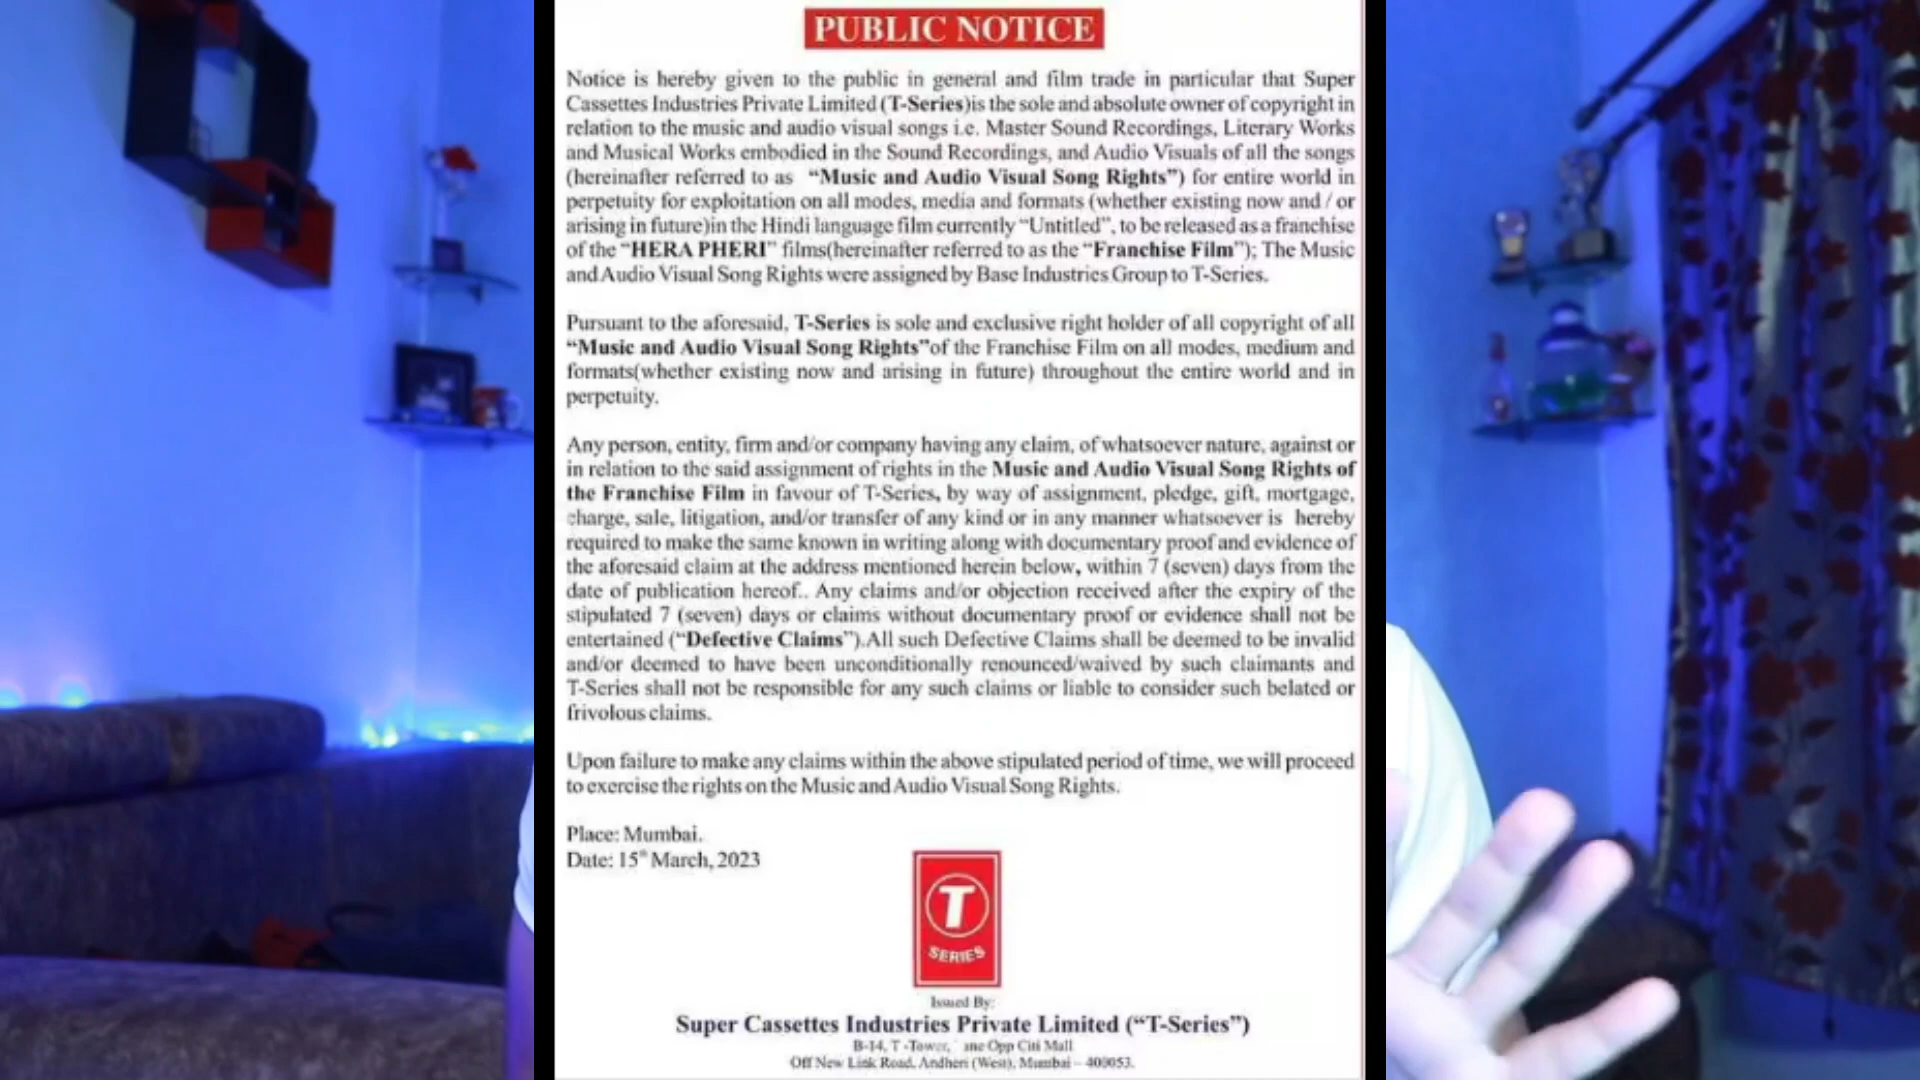 PUBLIC NOTICE
Notice is hereby given to the public in general and film trade in particular that Super
Cassettes Industries Private Limited (T-Series)is the sole and absolute owner of copyright in
relation to the music and audio visual songs i.e. Master Sound Recordings, Literary Works
and Musical Works embodied in the Sound Recordings, and Audio Visuals of all the songs
(hereinafter referred to as “Music and Audio Visual Song Rights”) for entire world in
perpetuity for exploitation on all modes, media and formats (whether existing now and / or
arising in future)in the Hindi language film currently “Untitled”, to be released as a franchise
of the “HERA PHERI” films(hereinafter referred to as the “Franchise Film”); The Music
and Audio Visual Song Rights were assigned by Base Industries Group to T-Series.
Pursuant to the aforesaid, T-Series is sole and exclusive right holder of all copyright of all
“Music and Audio Visual Song Rights”of the Franchise Film on all modes, medium and
formats(whether existing now and arising in future) throughout the entire world and in
perpetuity.
Any person, entity, firm and/or company having any claim, of whatsoever nature, against or
in relation to the said assignment of rights in the Music and Audio Visual Song Rights of
the Franchise Film in favour of T-Series, by way of assignment, pledge, gift, mortgage,
charge, sale, litigation, and/or transfer of any kind or in any manner whatsoever is hereby
required to make the same known in writing along with documentary proof and evidence of
the aforesaid claim at the address mentioned herein below, within 7 (seven) days from the
date of publication hereof.. Any claims and/or objection received after the expiry of the
stipulated 7 (seven) days or claims without documentary proof or evidence shall not be
entertained (“Defective Claims”).All such Defective Claims shall be deemed to be invalid
and/or deemed to have been unconditionally renounced/waived by such claimants and
T-Series shall not be responsible for any such claims or liable to consider such belated or
frivolous claims.
Upon failure to make any claims within the above stipulated period of time, we will proceed
to exercise the rights on the Music and Audio Visual Song Rights.
Place: Mumbai.
Date: 15th March, 2023
T
SERIES
Issued By:
Super Cassettes Industries Private Limited (“T-Series”)
B-14, T -Tower, Opp Citi Mall
Off New Link Road, Andheri (West), Mumbai – 400053.